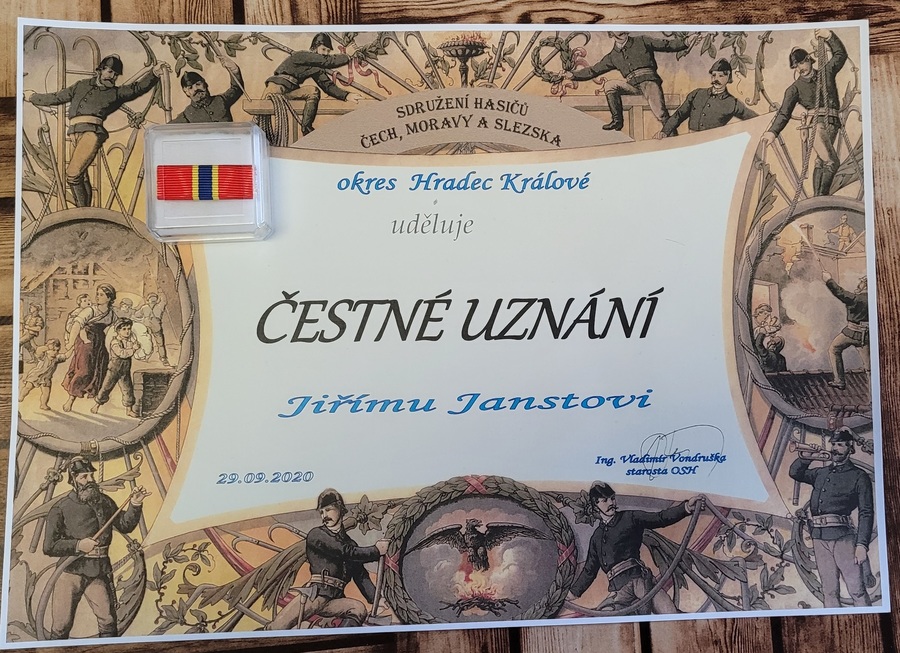 SDRUŽENÍ HASIČŮ
ČECH, MORAVY A SLEZSKA
okres Hradec Králové
uděluje
ČESTNÉ UZNÁNÍ
Jiřímu Janstovi
29.09.2020
Ing. Vladimír Vondruška
starosta OSH